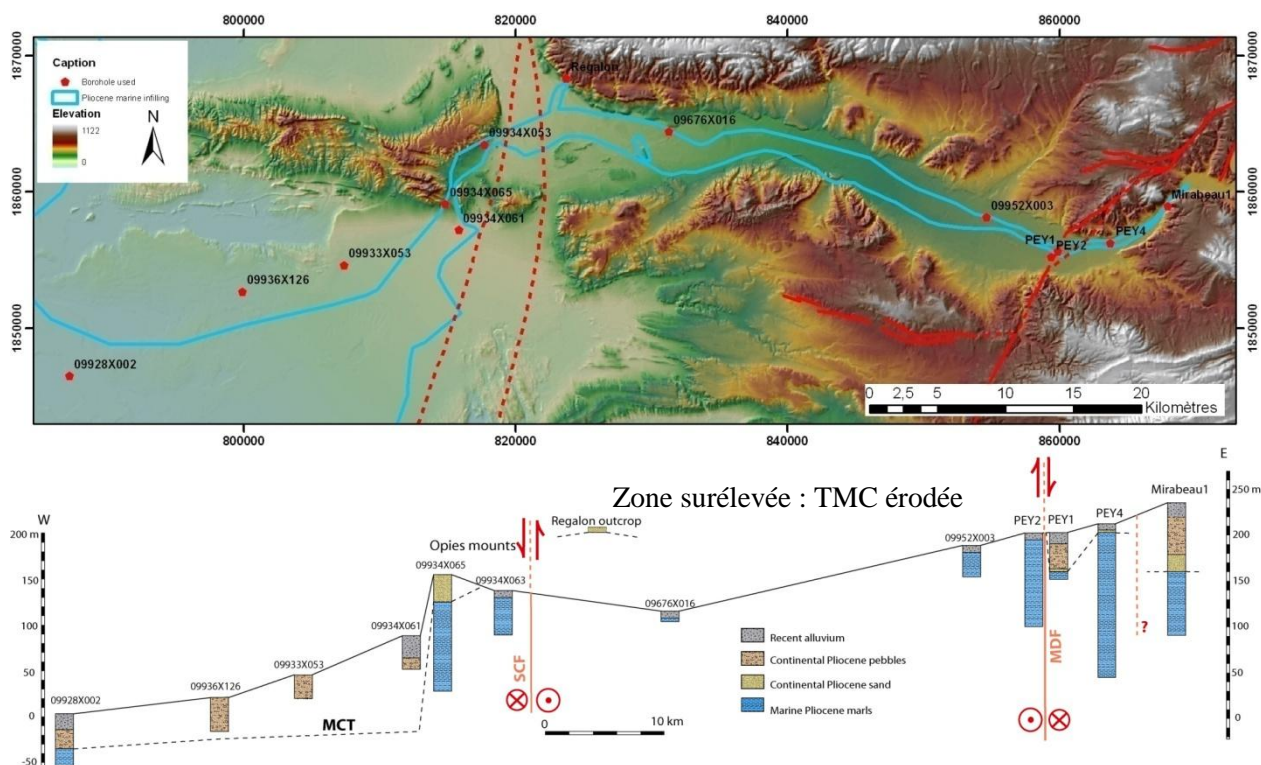 800000 820000 840000 860000
1870000
1860000
1850000
Caption
Borehole used
Pliocene marine infilling
Elevation
1122
0
N
Regalon
09934X053
09676X016
09934X065
09934X061
09933X053
09936X126
09928X002
09952X003
PEY1
PEY2
PEY4
Mirabeau1
1870000
1860000
1850000
0 2,5 5 10 15 20
Kilomètres
800000 820000 840000 860000
Zone surélevée : TMC érodée
W
E
200 m
150
100
50
0
-50
250 m
200
150
100
50
0
Regalon outcrop
Opies mounts
09934X065
09934X063
09934X061
09933X053
09936X126
09928X002
09676X016
09952X003
PEY2
PEY1
PEY4
Mirabeau1
MCT
SCF
MDF
?
Recent alluvium
Continental Pliocene pebbles
Continental Pliocene sand
Marine Pliocene marls
0 10 km